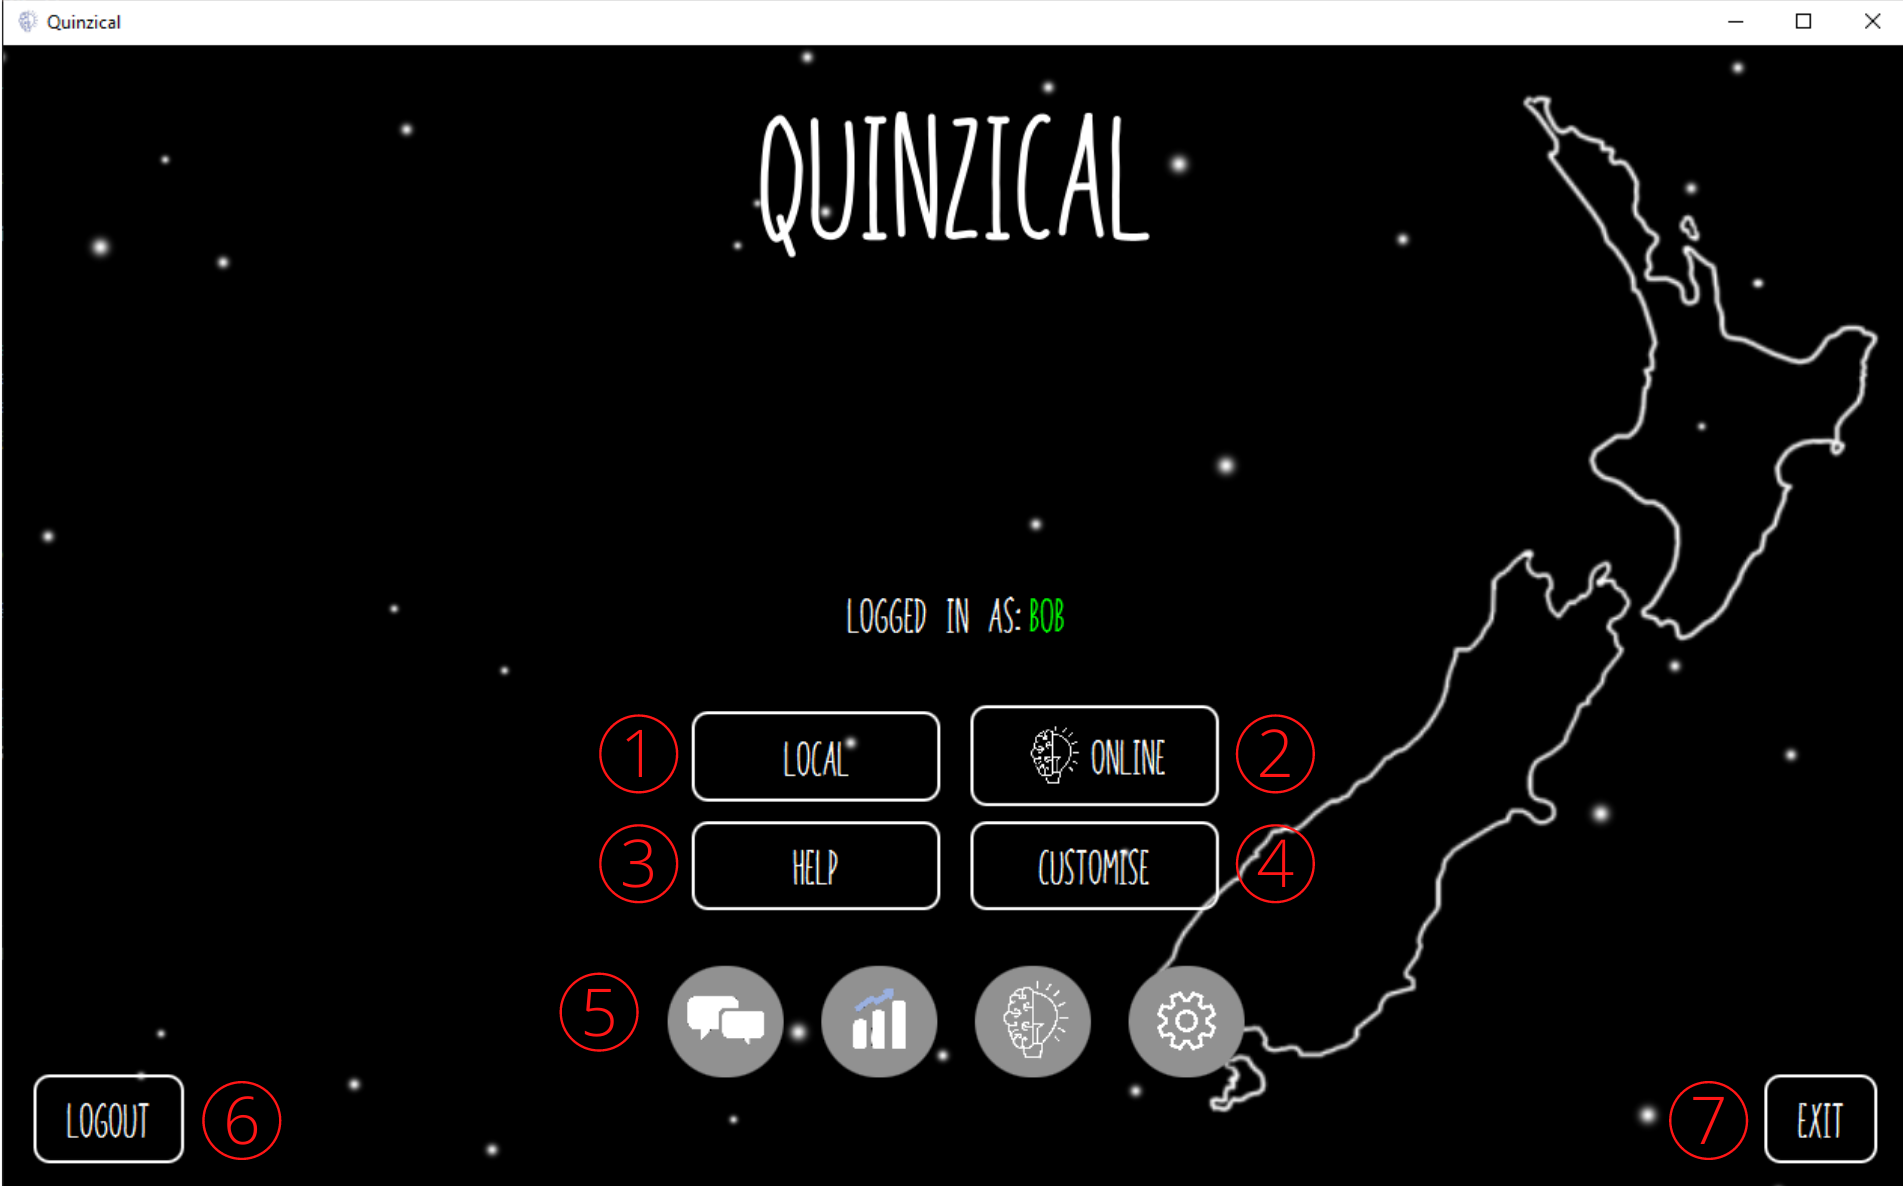 Quinzical
QUINZICAL
LOGGED IN AS: BOB
1 LOCAL ONLINE 2
3 HELP CUSTOMISE 4
5
LOGOUT 6 7 EXIT